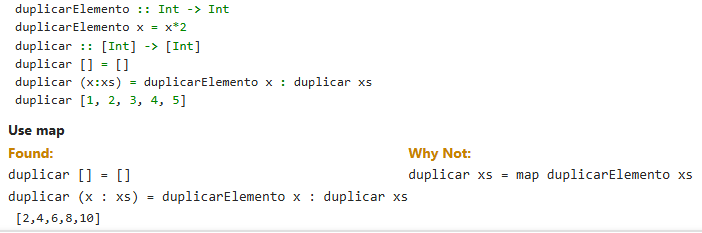 duplicarElemento :: Int -> Int
duplicarElemento x = x*2
duplicar :: [Int] -> [Int]
duplicar [] = []
duplicar (x:xs) = duplicarElemento x : duplicar xs
duplicar [1, 2, 3, 4, 5]
Use map
Found:
duplicar [] = []
duplicar (x : xs) = duplicarElemento x : duplicar xs
Why Not:
duplicar xs = map duplicarElemento xs
[2,4,6,8,10]